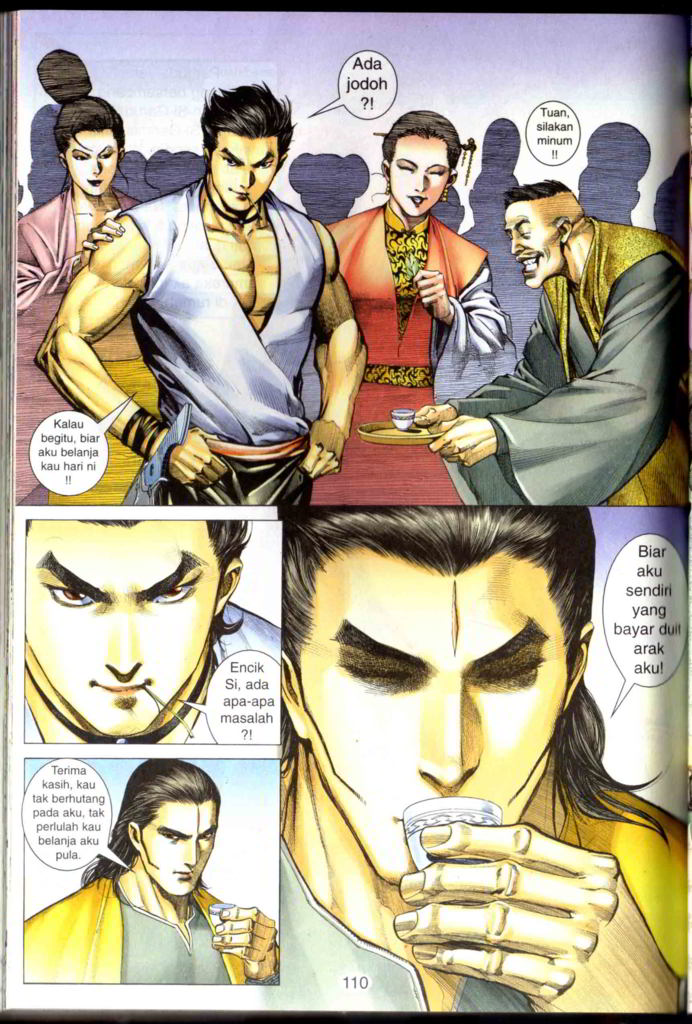 Ada
jodoh
?!
Tuan,
silakan
minum
!!
Kalau
begitu, biar
aku belanja
kau hari ni
!!
Encik
Si, ada
apa-apa
masalah
?!
Biar
aku
sendiri
yang
bayar duit
arak
aku!
Terima
kasih, kau
tak berhutang
pada aku, tak
perlulah kau
belanja aku
pula.
110